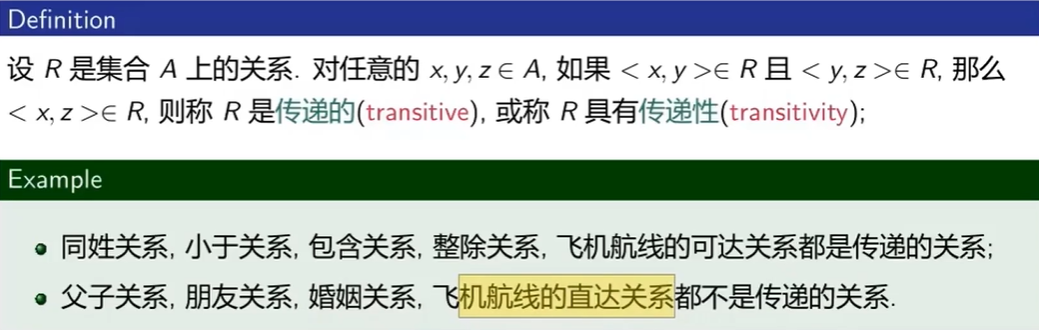 Definition
设 R 是集合 A 上的关系. 对任意的 x, y, z ∈ A, 如果 < x, y >∈ R 且 < y, z >∈ R, 那么
< x, z >∈ R, 则称 R 是传递的(transitive), 或称 R 具有传递性(transitivity);
Example
同姓关系, 小于关系, 包含关系, 整除关系, 飞机航线的可达关系都是传递的关系;
父子关系, 朋友关系, 婚姻关系, 飞机航线的直达关系都不是传递的关系.